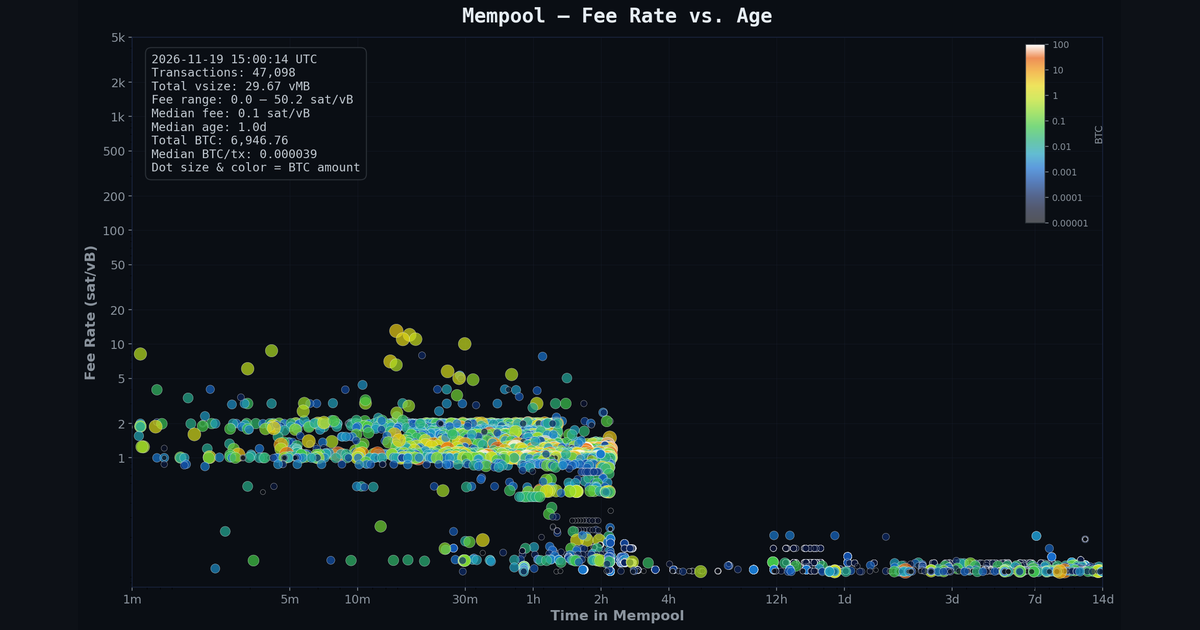 Mempool — Fee Rate vs. Age
2026-11-19 15:00:14 UTC
Transactions: 47,098
Total vsize: 29.67 vMB
Fee range: 0.0 — 50.2 sat/vB
Median fee: 0.1 sat/vB
Median age: 1.0d
Total BTC: 6,946.76
Median BTC/tx: 0.000039
Dot size & color = BTC amount
5k
2k
1k
500
200
100
50
20
10
5
2
1
Fee Rate (sat/vB)
100
10
1
0.1
0.01
0.001
0.0001
0.00001
BTC
1m
5m
10m
30m
1h
2h
4h
12h
1d
3d
7d
14d
Time in Mempool